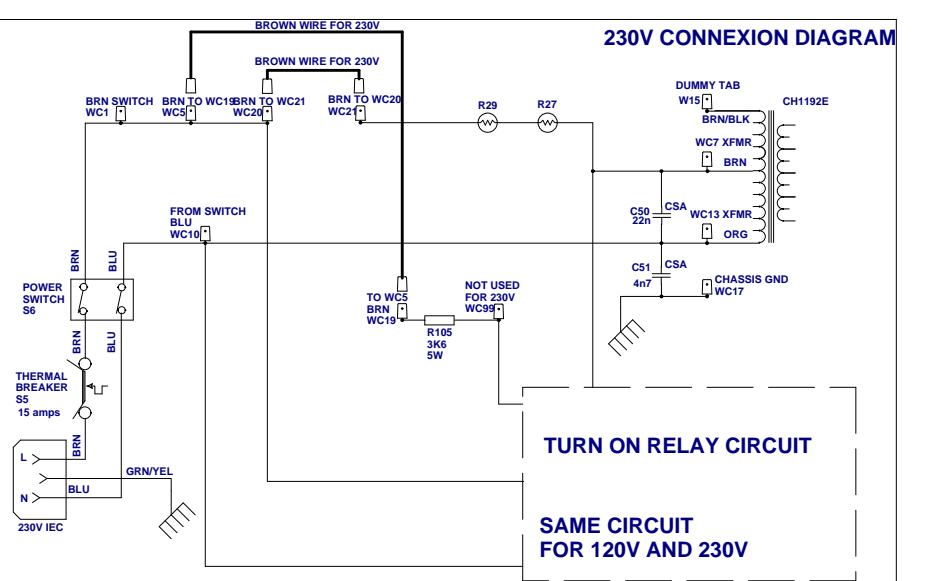 BROWN WIRE FOR 230V
230V CONNEXION DIAGRAM
BROWN WIRE FOR 230V
BRN SWITCH
WC1
BRN TO WC19
WC5
BRN TO WC21
WC20
BRN TO WC20
WC21
R29
R27
DUMMY TAB
W15
CH1192E
BRN/BLK
WC7 XFMR
BRN
C50
22n
CSA
WC13 XFMR
ORG
FROM SWITCH
BLU
WC10
C51
4n7
CSA
CHASSIS GND
WC17
BRN
BLU
POWER
SWITCH
S6
TO WC5
BRN
WC19
NOT USED
FOR 230V
WC99
R105
3K6
5W
BRN
BLU
THERMAL
BREAKER
S5
15 amps
BRN
L
GRN/YEL
BLU
N
230V IEC
TURN ON RELAY CIRCUIT
SAME CIRCUIT
FOR 120V AND 230V